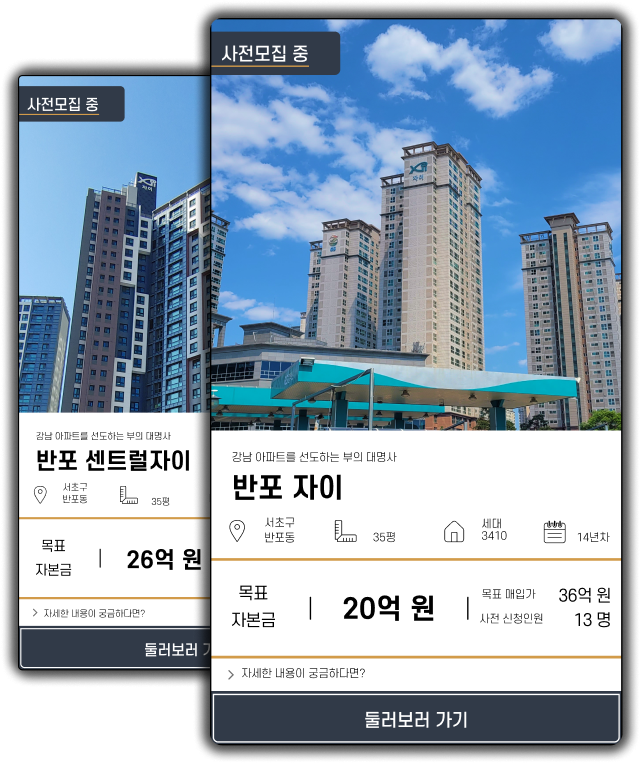 사전모집 중
자이
강남 아파트를 선도하는 부의 대명사
반포 센트럴자이
서초구
반포동
35평
목표
자본금
26억 원
자세한 내용이 궁금하다면?
둘러보러
사전모집 중
자이
강남 아파트를 선도하는 부의 대명사
반포 자이
서초구
반포동
35평
세대
3410
14년차
목표
자본금
20억 원
목표 매입가 36억 원
사전 신청인원 13 명
자세한 내용이 궁금하다면?
둘러보러 가기